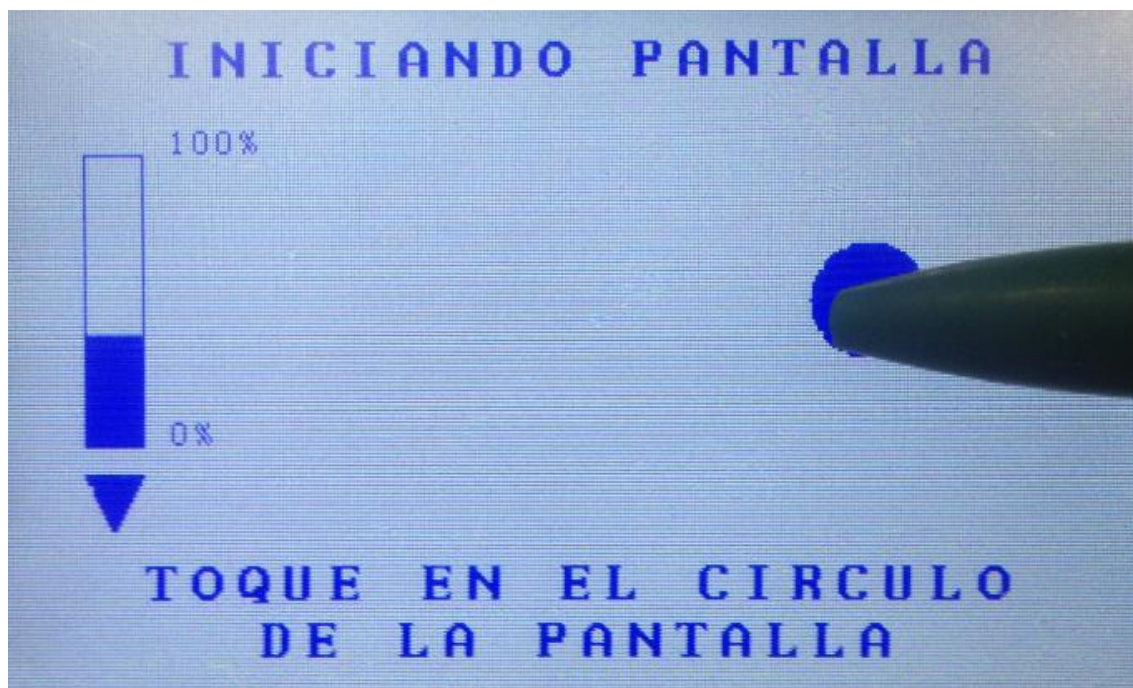 INICIANDO PANTALLA
100%
0%
TOQUE EN EL CIRCULO
DE LA PANTALLA